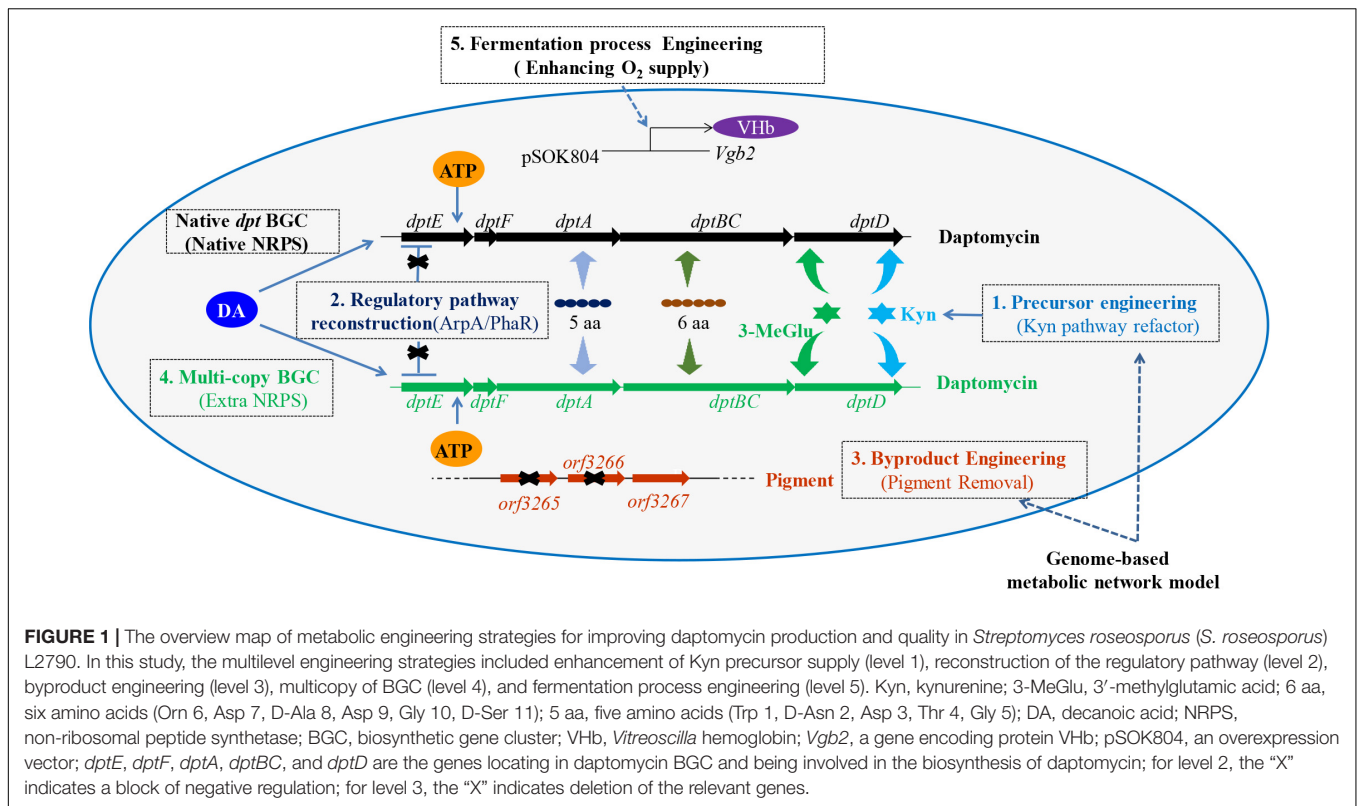 5. Fermentation process Engineering
( Enhancing O2 supply)
VHb
pSOK804
Vgb2
ATP
Native dpt BGC
(Native NRPS)
dptE
dptF
dptA
dptBC
dptD
Daptomycin
DA
2. Regulatory pathway
reconstruction(ArpA/PhaR)
5 aa
6 aa
3-MeGlu
Kyn
1. Precursor engineering
(Kyn pathway refactor)
4. Multi-copy BGC
(Extra NRPS)
Daptomycin
dptE
dptF
dptA
dptBC
dptD
ATP
orf3266
orf3265
orf3267
Pigment
3. Byproduct Engineering
(Pigment Removal)
Genome-based
metabolic network model
FIGURE 1 | The overview map of metabolic engineering strategies for improving daptomycin production and quality in Streptomyces roseosporus (S. roseosporus)
L2790. In this study, the multilevel engineering strategies included enhancement of Kyn precursor supply (level 1), reconstruction of the regulatory pathway (level 2),
byproduct engineering (level 3), multicopy of BGC (level 4), and fermentation process engineering (level 5). Kyn, kynurenine; 3-MeGlu, 3′-methylglutamic acid; 6 aa,
six amino acids (Orn 6, Asp 7, D-Ala 8, Asp 9, Gly 10, D-Ser 11); 5 aa, five amino acids (Trp 1, D-Asn 2, Asp 3, Thr 4, Gly 5); DA, decanoic acid; NRPS,
non-ribosomal peptide synthetase; BGC, biosynthetic gene cluster; VHb, Vitreoscilla hemoglobin; Vgb2, a gene encoding protein VHb; pSOK804, an overexpression
vector; dptE, dptF, dptA, dptBC, and dptD are the genes locating in daptomycin BGC and being involved in the biosynthesis of daptomycin; for level 2, the “X”
indicates a block of negative regulation; for level 3, the “X” indicates deletion of the relevant genes.